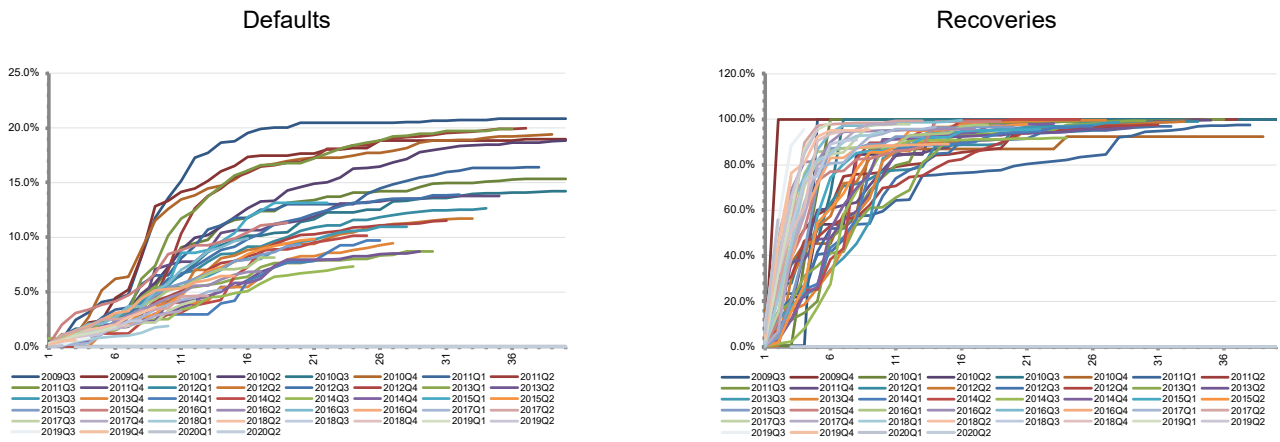 Defaults
25.0%
20.0%
15.0%
10.0%
5.0%
0.0%
1 6 11 16 21 26 31 36
2009Q3 2009Q4 2010Q1 2010Q2 2010Q3 2010Q4 2011Q1 2011Q2
2011Q3 2011Q4 2012Q1 2012Q2 2012Q3 2012Q4 2013Q1 2013Q2
2013Q3 2013Q4 2014Q1 2014Q2 2014Q3 2014Q4 2015Q1 2015Q2
2015Q3 2015Q4 2016Q1 2016Q2 2016Q3 2016Q4 2017Q1 2017Q2
2017Q3 2017Q4 2018Q1 2018Q2 2018Q3 2018Q4 2019Q1 2019Q2
2019Q3 2019Q4 2020Q1 2020Q2
Recoveries
120.0%
100.0%
80.0%
60.0%
40.0%
20.0%
0.0%
1 6 11 16 21 26 31 36
2009Q3 2009Q4 2010Q1 2010Q2 2010Q3 2010Q4 2011Q1 2011Q2
2011Q3 2011Q4 2012Q1 2012Q2 2012Q3 2012Q4 2013Q1 2013Q2
2013Q3 2013Q4 2014Q1 2014Q2 2014Q3 2014Q4 2015Q1 2015Q2
2015Q3 2015Q4 2016Q1 2016Q2 2016Q3 2016Q4 2017Q1 2017Q2
2017Q3 2017Q4 2018Q1 2018Q2 2018Q3 2018Q4 2019Q1 2019Q2
2019Q3 2019Q4 2020Q1 2020Q2